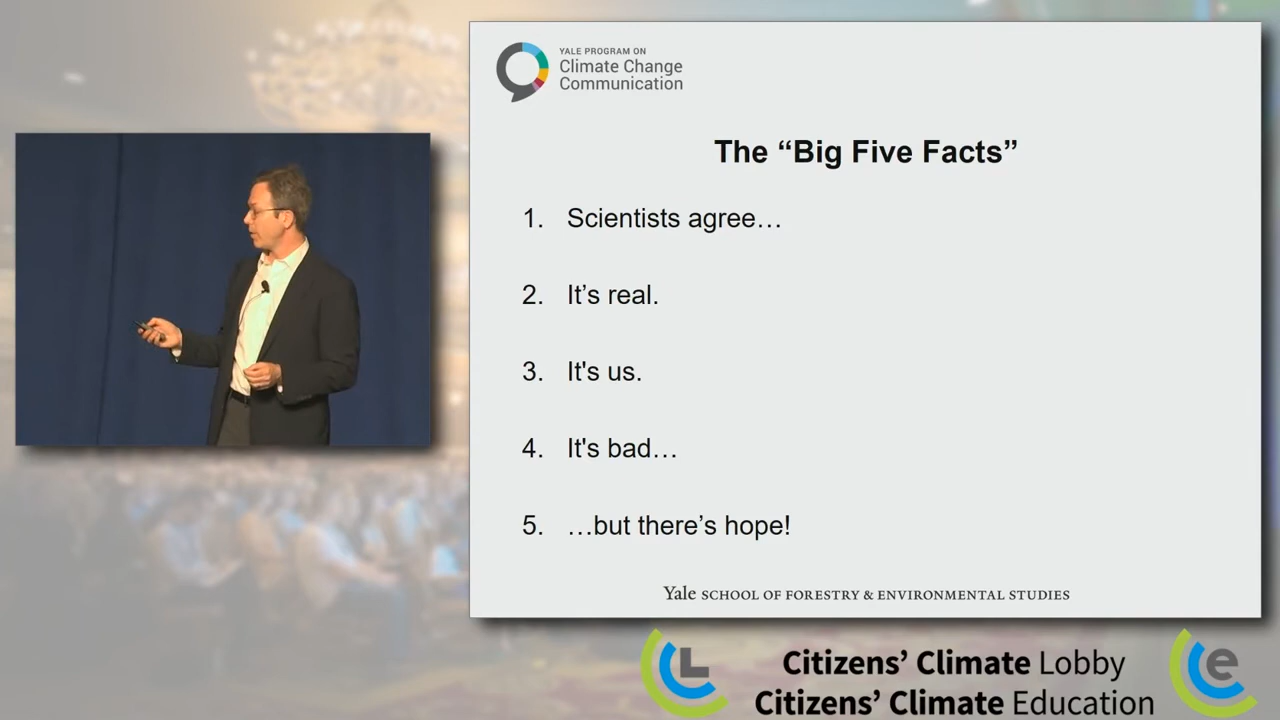 YALE PROGRAM ON
Climate Change
Communication
The “Big Five Facts”
1. Scientists agree…
2. It’s real.
3. It's us.
4. It's bad…
5. …but there’s hope!
Yale SCHOOL OF FORESTRY & ENVIRONMENTAL STUDIES
L
Citizens’ Climate Lobby
Citizens’ Climate Education
e